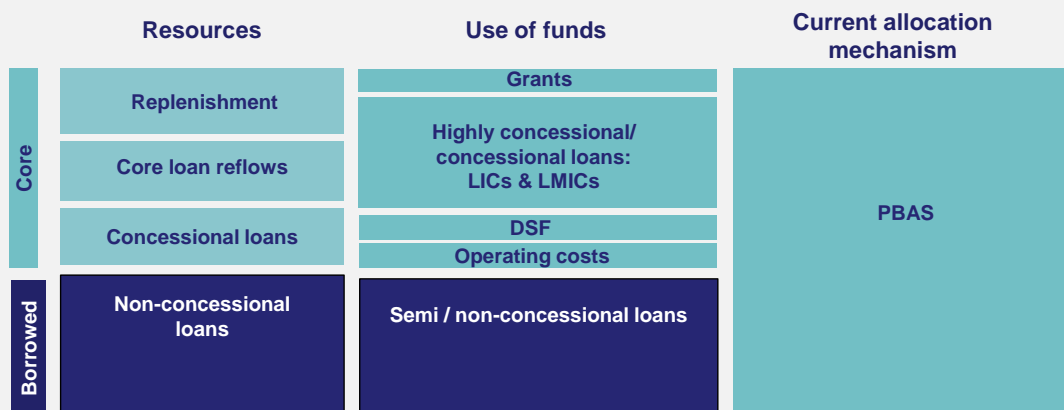 Resources
Use of funds
Current allocation
mechanism
Core
Replenishment
Core loan reflows
Concessional loans
Grants
Highly concessional/
concessional loans:
LICs & LMICs
DSF
Operating costs
PBAS
Borrowed
Non-concessional
loans
Semi / non-concessional loans